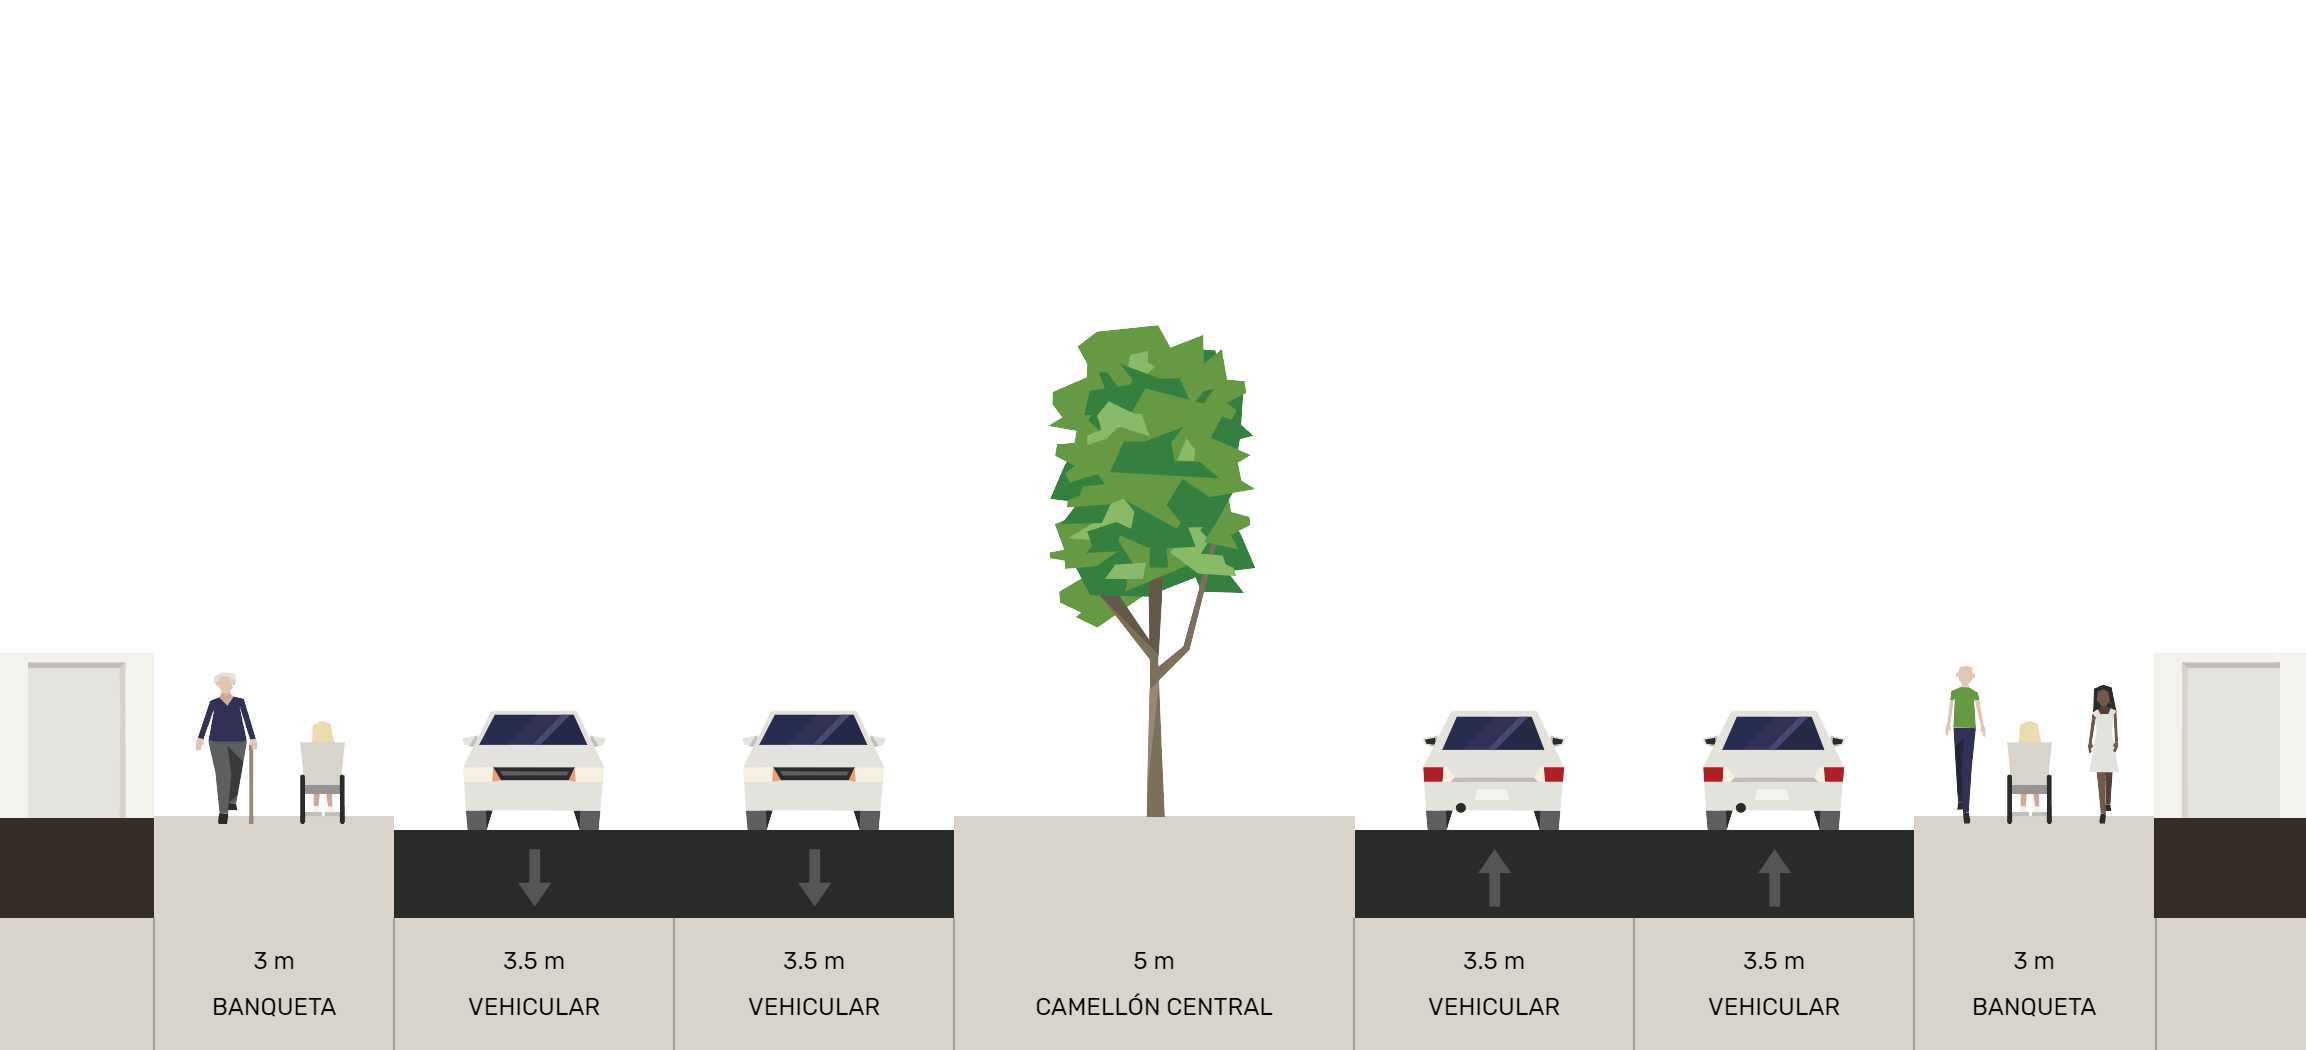 3 m
BANQUETA
3.5 m
VEHICULAR
3.5 m
VEHICULAR
5 m
CAMELLÓN CENTRAL
3.5 m
VEHICULAR
3.5 m
VEHICULAR
3 m
BANQUETA